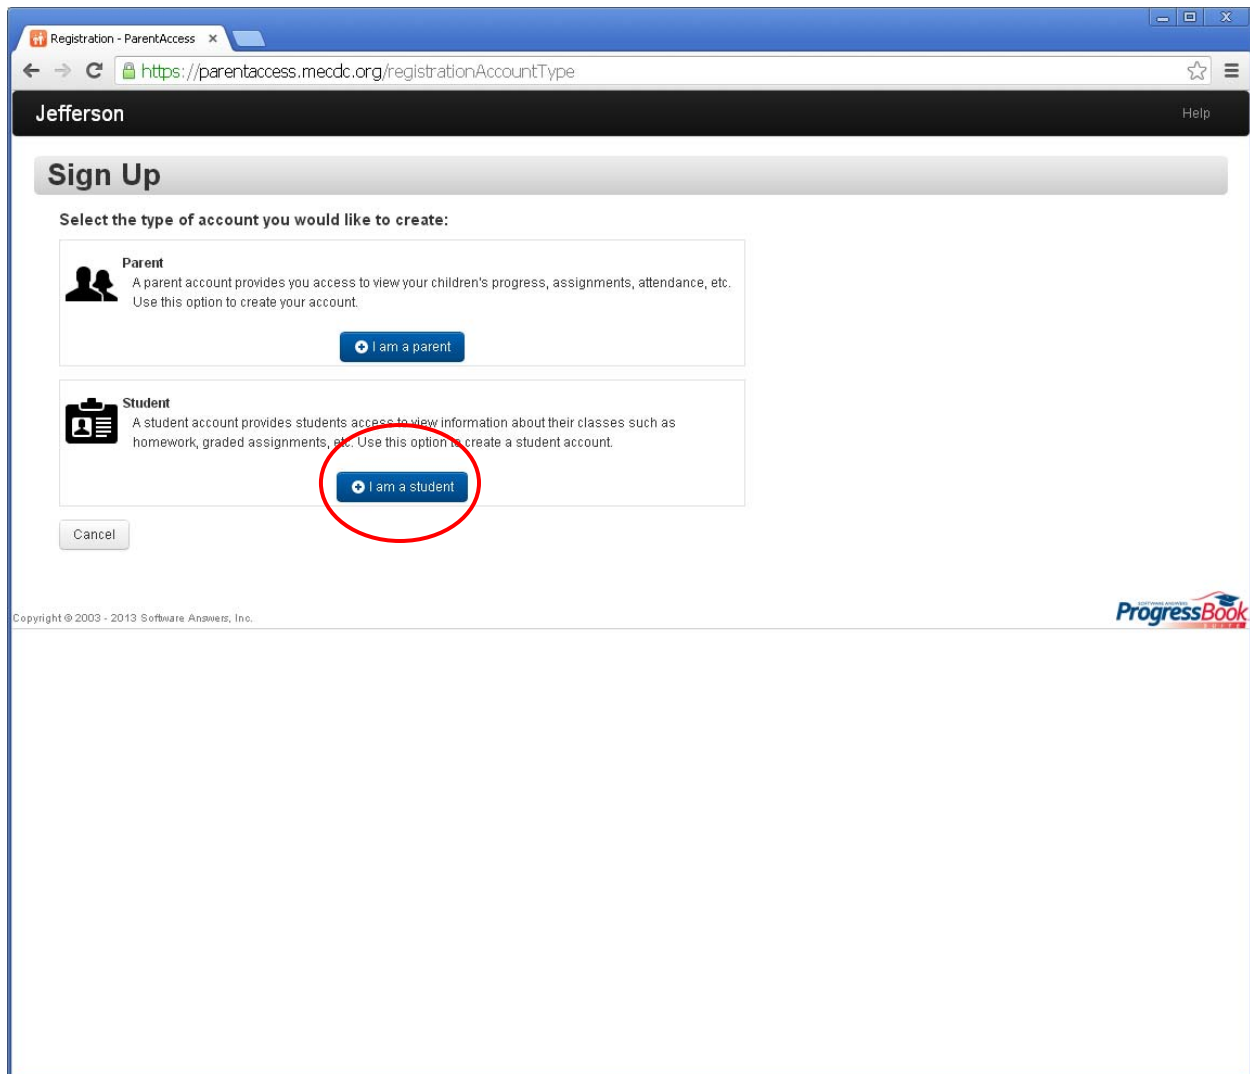 Registration - ParentAccess
https://parentaccess.mecdc.org/registrationAccountType
Jefferson
Help
Sign Up
Select the type of account you would like to create:
Parent
A parent account provides you access to view your children's progress, assignments, attendance, etc.
Use this option to create your account.
I am a parent
Student
A student account provides students access to view information about their classes such as
homework, graded assignments, etc. Use this option to create a student account.
I am a student
Cancel
Copyright © 2003 - 2013 Software Answers, Inc.
SOFTWARE ANSWERS
ProgressBook
SUITE